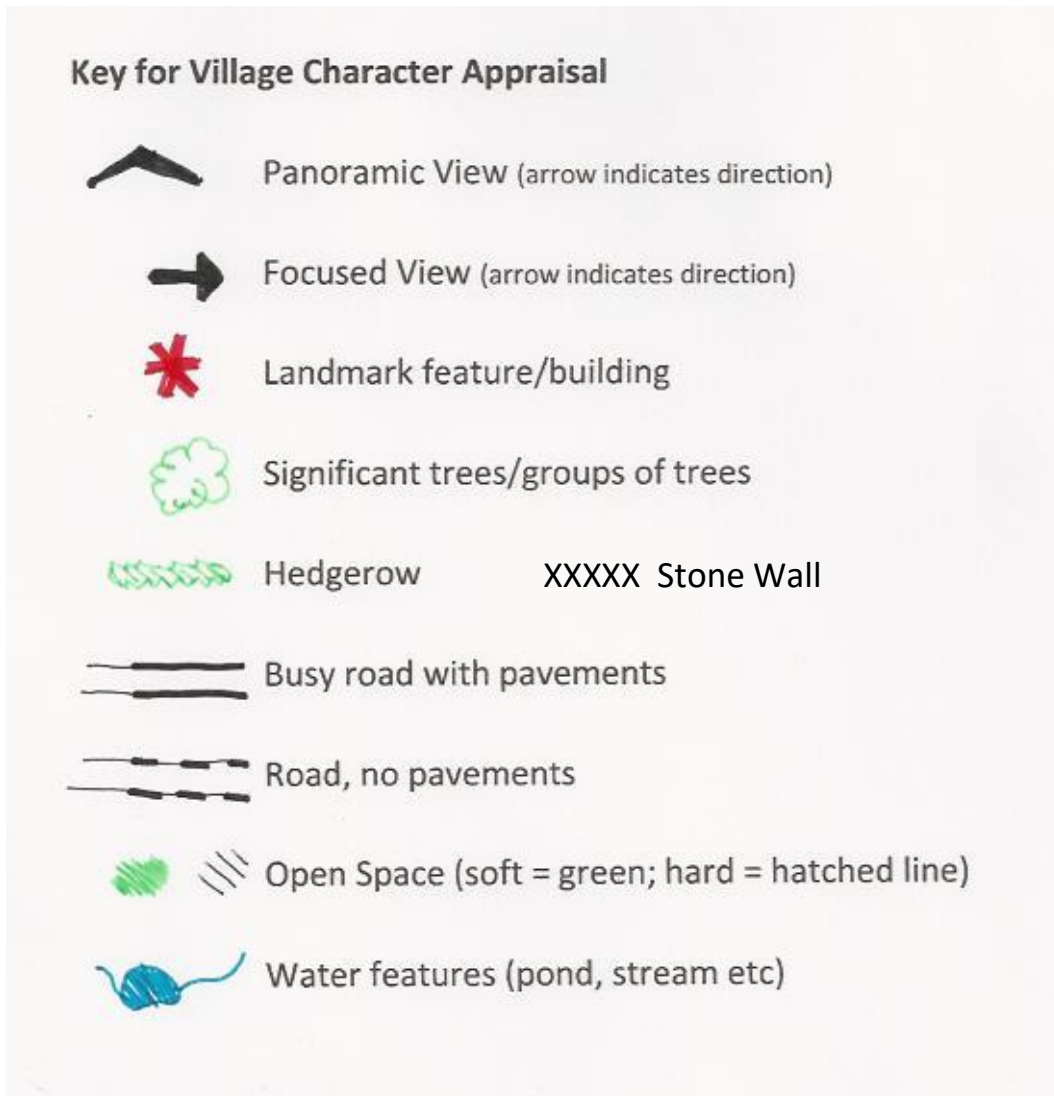 Key for Village Character Appraisal
Panoramic View (arrow indicates direction)
Focused View (arrow indicates direction)
Landmark feature/building
Significant trees/groups of trees
Hedgerow XXXXX Stone Wall
Busy road with pavements
Road, no pavements
Open Space (soft = green; hard = hatched line)
Water features (pond, stream etc)